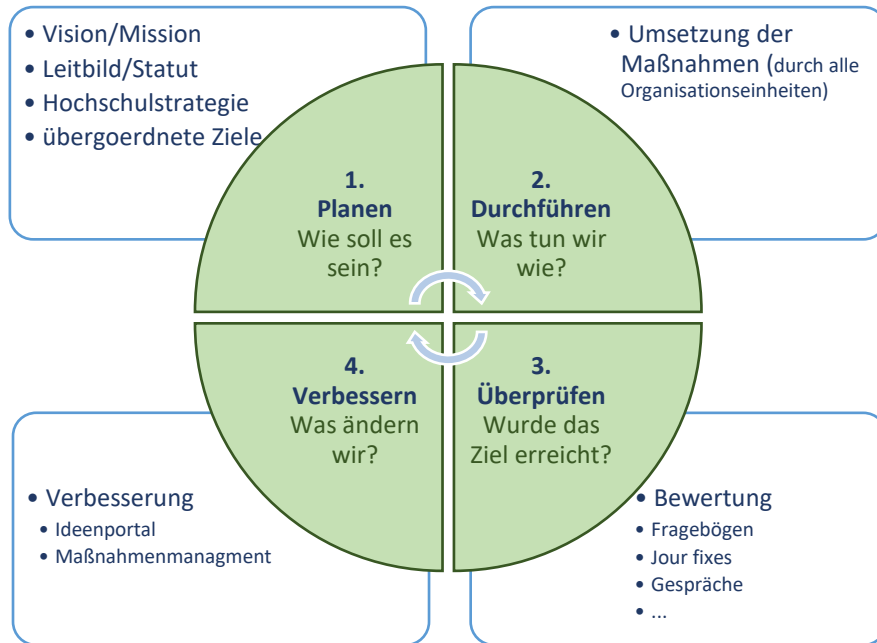 • Vision/Mission
• Leitbild/Statut
• Hochschulstrategie
• übgoerdnete Ziele
• Umsetzung der
Maßnahmen (durch alle
Organisationseinheiten)
1.
Planen
Wie soll es
sein?
2.
Durchführen
Was tun wir
wie?
4.
Verbessern
Was ändern
wir?
3.
Überprüfen
Wurde das
Ziel erreicht?
• Verbesserung
• Ideenportal
• Maßnahmenmanagment
• Bewertung
• Fragebögen
• Jour fixes
• Gespräche
• ...